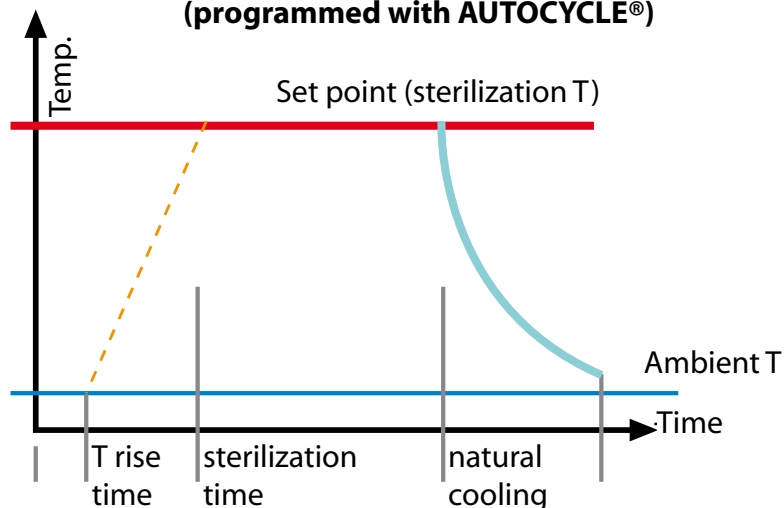 (programmed with AUTOCYCLE®)
Temp.
Set point (sterilization T)
Ambient T
Time
T rise
time
sterilization
time
natural
cooling